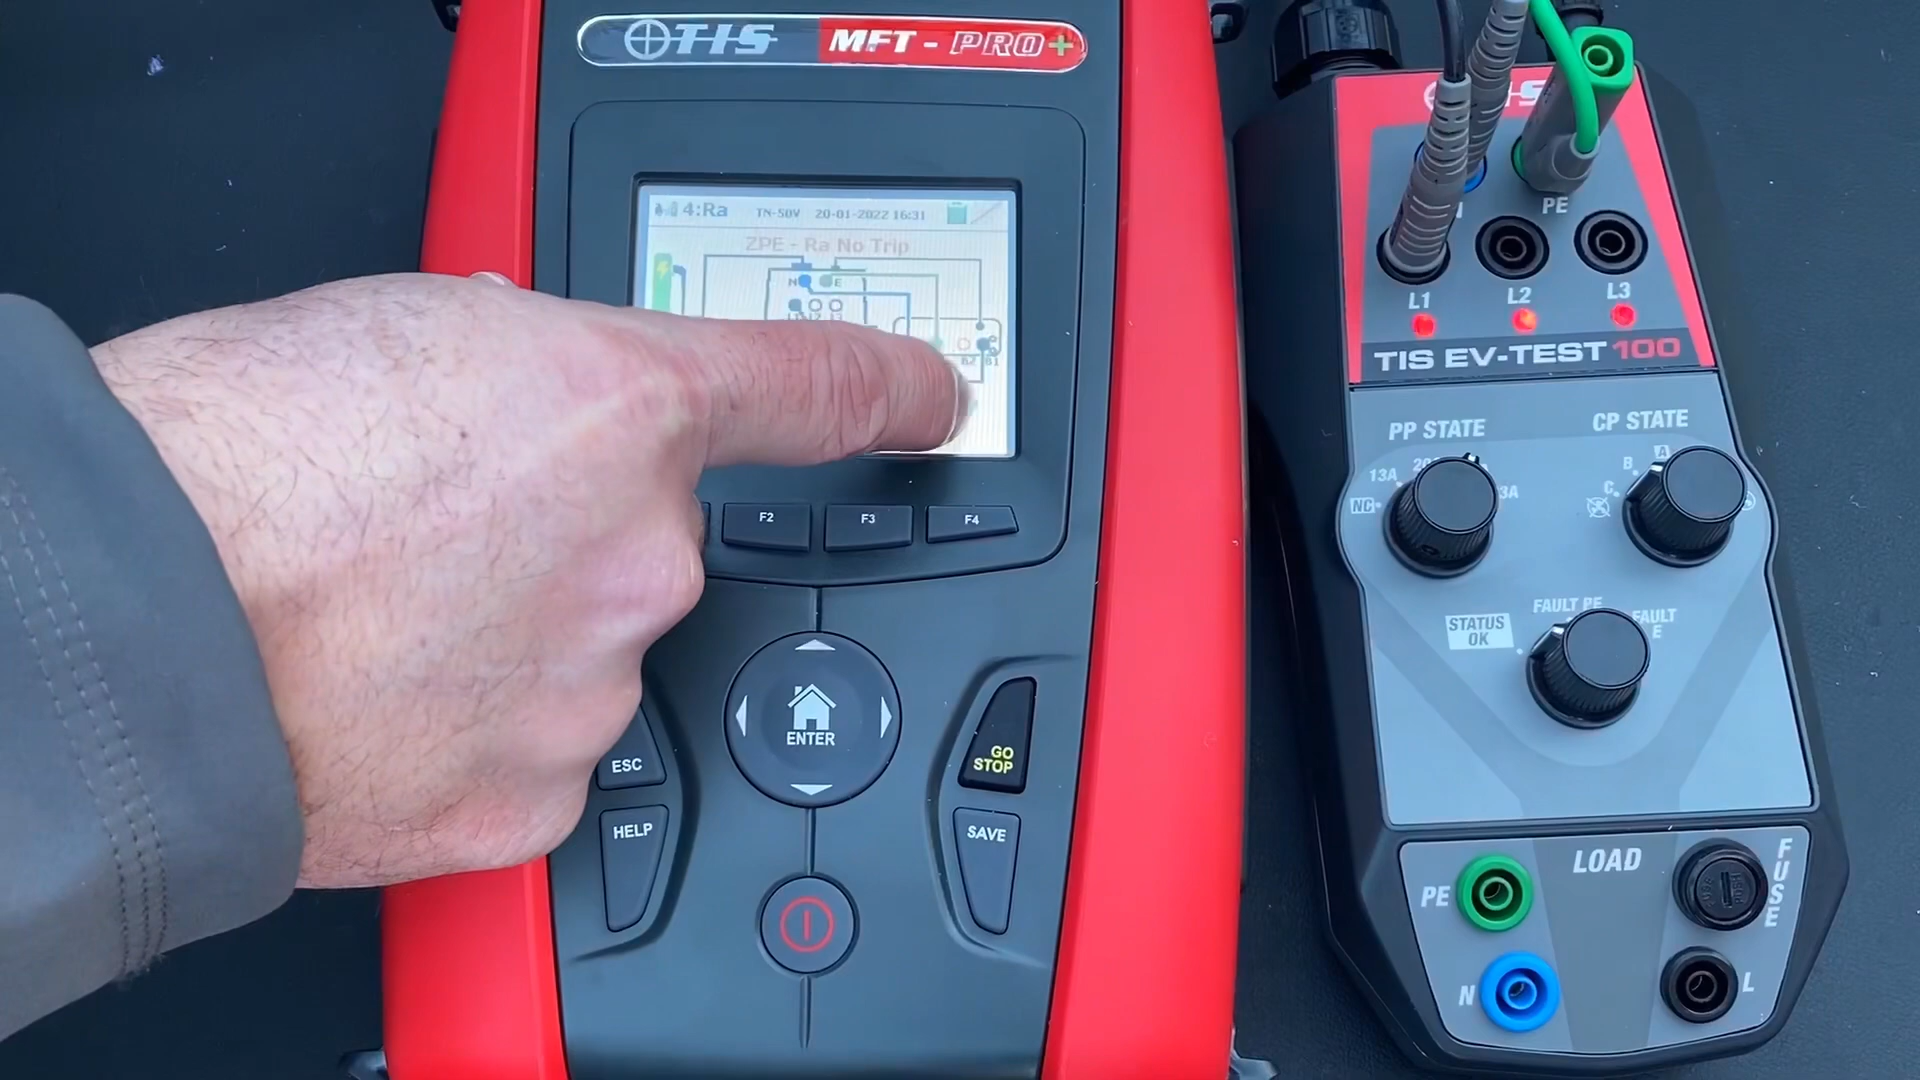 TIS MFT - PRO+
4:Ra TN-50V 20-01-2022 16:31
ZPE - Ra No Trip
N E
B2 B1
F2 F3 F4
ENTER
ESC
GO
STOP
HELP
SAVE
PE
L1 L2 L3
TIS EV-TEST 100
PP STATE
13A
NC
CP STATE
A
B
C
FAULT PE
FAULT
E
STATUS
OK
LOAD
PE
FUSE
N
L